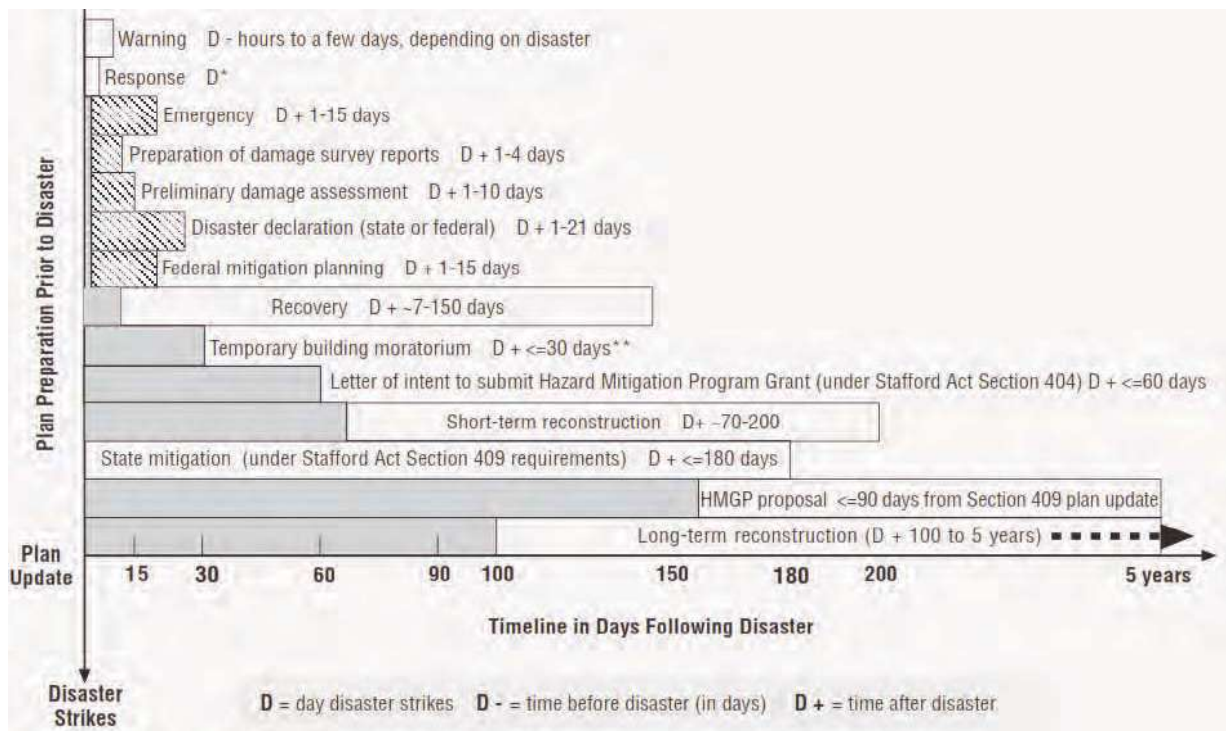 Warning D - hours to a few days, depending on disaster
Response D*
Emergency D + 1-15 days
Preparation of damage survey reports D + 1-4 days
Preliminary damage assessment D + 1-10 days
Disaster declaration (state or federal) D + 1-21 days
Federal mitigation planning D + 1-15 days
Recovery D + ~7-150 days
Temporary building moratorium D + <=30 days**
Letter of intent to submit Hazard Mitigation Program Grant (under Stafford Act Section 404) D + <=60 days
Short-term reconstruction D+ ~70-200
State mitigation (under Stafford Act Section 409 requirements) D + <=180 days
HMGP proposal <=90 days from Section 409 plan update
Long-term reconstruction (D + 100 to 5 years)
Plan Preparation Prior to Disaster
Plan
Update
15 30 60 90 100 150 180 200 5 years
Timeline in Days Following Disaster
Disaster
Strikes
D = day disaster strikes D - = time before disaster (in days) D + = time after disaster